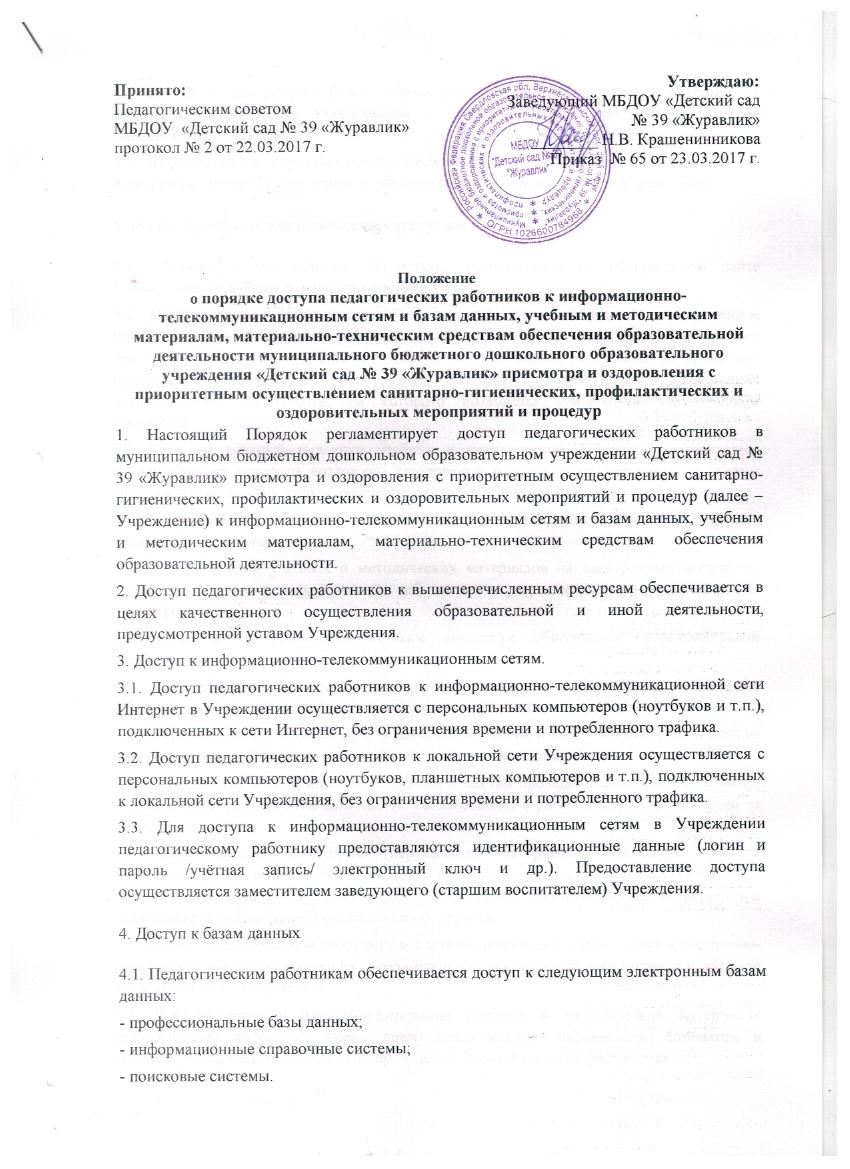 Принято:
Педагогическим советом
МБДОУ «Детский сад № 39 «Журавлик»
протокол № 2 от 22.03.2017 г.
Утверждаю:
Заведующий МБДОУ «Детский сад
№ 39 «Журавлик»
Н.В. Крашенинникова
Приказ № 65 от 23.03.2017 г.
МБДОУ
"Детский сад №
"Журавлик"
ОГРН 1026600784968
Положение
о порядке доступа педагогических работников к информационно-
телекоммуникационным сетям и базам данных, учебным и методическим
материалам, материально-техническим средствам обеспечения образовательной
деятельности муниципального бюджетного дошкольного образовательного
учреждения «Детский сад № 39 «Журавлик» присмотра и оздоровления с
приоритетным осуществлением санитарно-гигиенических, профилактических и
оздоровительных мероприятий и процедур
1. Настоящий Порядок регламентирует доступ педагогических работников в
муниципальном бюджетном дошкольном образовательном учреждении «Детский сад №
39 «Журавлик» присмотра и оздоровления с приоритетным осуществлением санитарно-
гигиенических, профилактических и оздоровительных мероприятий и процедур (далее –
Учреждение) к информационно-телекоммуникационным сетям и базам данных, учебным
и методическим материалам, материально-техническим средствам обеспечения
образовательной деятельности.
2. Доступ педагогических работников к вышеперечисленным ресурсам обеспечивается в
целях качественного осуществления образовательной и иной деятельности,
предусмотренной уставом Учреждения.
3. Доступ к информационно-телекоммуникационным сетям.
3.1. Доступ педагогических работников к информационно-телекоммуникационной сети
Интернет в Учреждении осуществляется с персональных компьютеров (ноутбуков и т.п.),
подключенных к сети Интернет, без ограничения времени и потребленного трафика.
3.2. Доступ педагогических работников к локальной сети Учреждения осуществляется с
персональных компьютеров (ноутбуков, планшетных компьютеров и т.п.), подключенных
к локальной сети Учреждения, без ограничения времени и потребленного трафика.
3.3. Для доступа к информационно-телекоммуникационным сетям в Учреждении
педагогическому работнику предоставляются идентификационные данные (логин и
пароль /учётная запись/ электронный ключ и др.). Предоставление доступа
осуществляется заместителем заведующего (старшим воспитателем) Учреждения.
4. Доступ к базам данных
4.1. Педагогическим работникам обеспечивается доступ к следующим электронным базам
данных:
- профессиональные базы данных;
- информационные справочные системы;
- поисковые системы.